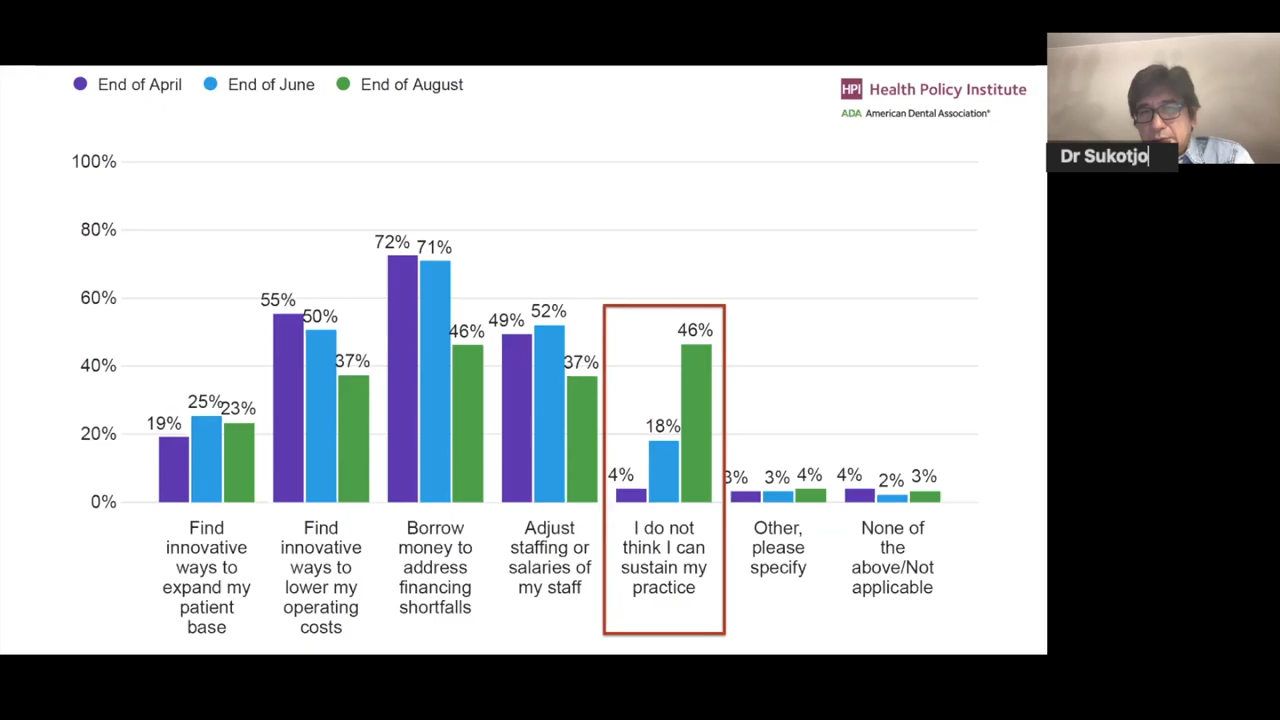 End of April End of June End of August
HPI Health Policy Institute
ADA American Dental Association®
Dr Sukotjo
100%
80%
60%
40%
20%
0%
19% 25% 23%
55% 50% 37%
72% 71% 46%
49% 52% 37%
4% 18% 46%
3% 3% 4%
4% 2% 3%
Find
innovative
ways to
expand my
patient
base
Find
innovative
ways to
lower my
operating
costs
Borrow
money to
address
financing
shortfalls
Adjust
staffing or
salaries of
my staff
I do not
think I can
sustain my
practice
Other,
please
specify
None of
the
above/Not
applicable